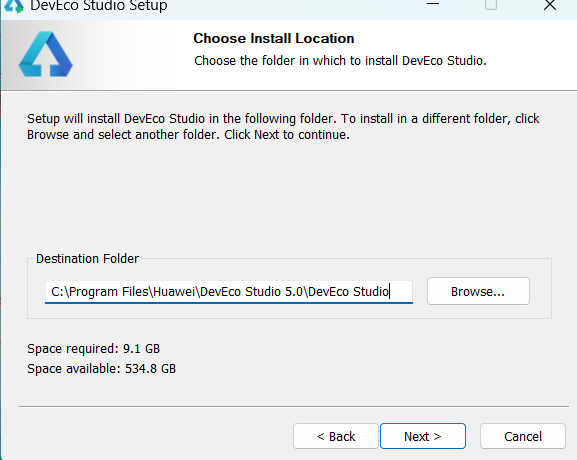 DevEco Studio Setup
Choose Install Location
Choose the folder in which to install DevEco Studio.
Setup will install DevEco Studio in the following folder. To install in a different folder, click
Browse and select another folder. Click Next to continue.
Destination Folder
C:\Program Files\Huawei\DevEco Studio 5.0\DevEco Studio
Browse...
Space required: 9.1 GB
Space available: 534.8 GB
< Back
Next >
Cancel